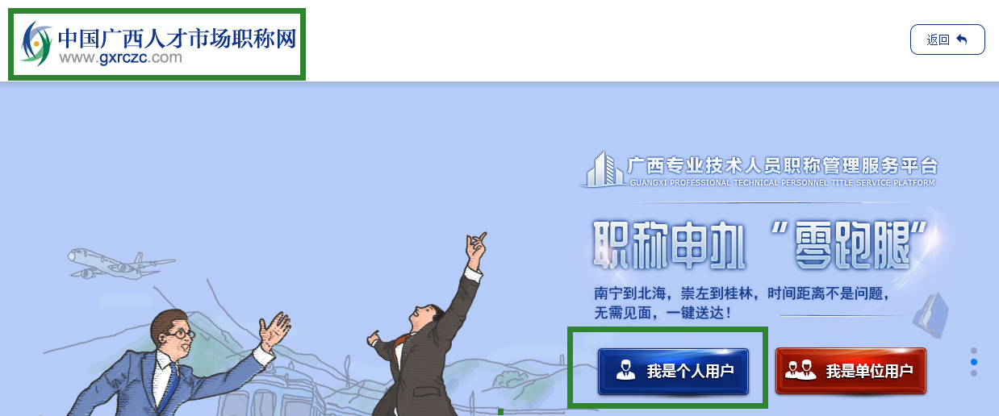 中国广西人才市场职称网
www.gxrczc.com
返回
广西专业技术人员职称管理服务平台
GUANGXI PROFESSIONAL TECHNICAL PERSONNEL TITLE SERVICE PLATFORM
职称申办“零跑腿”
南宁到北海，崇左到桂林，时间距离不是问题，
无需见面，一键送达！
我是个人用户
我是单位用户